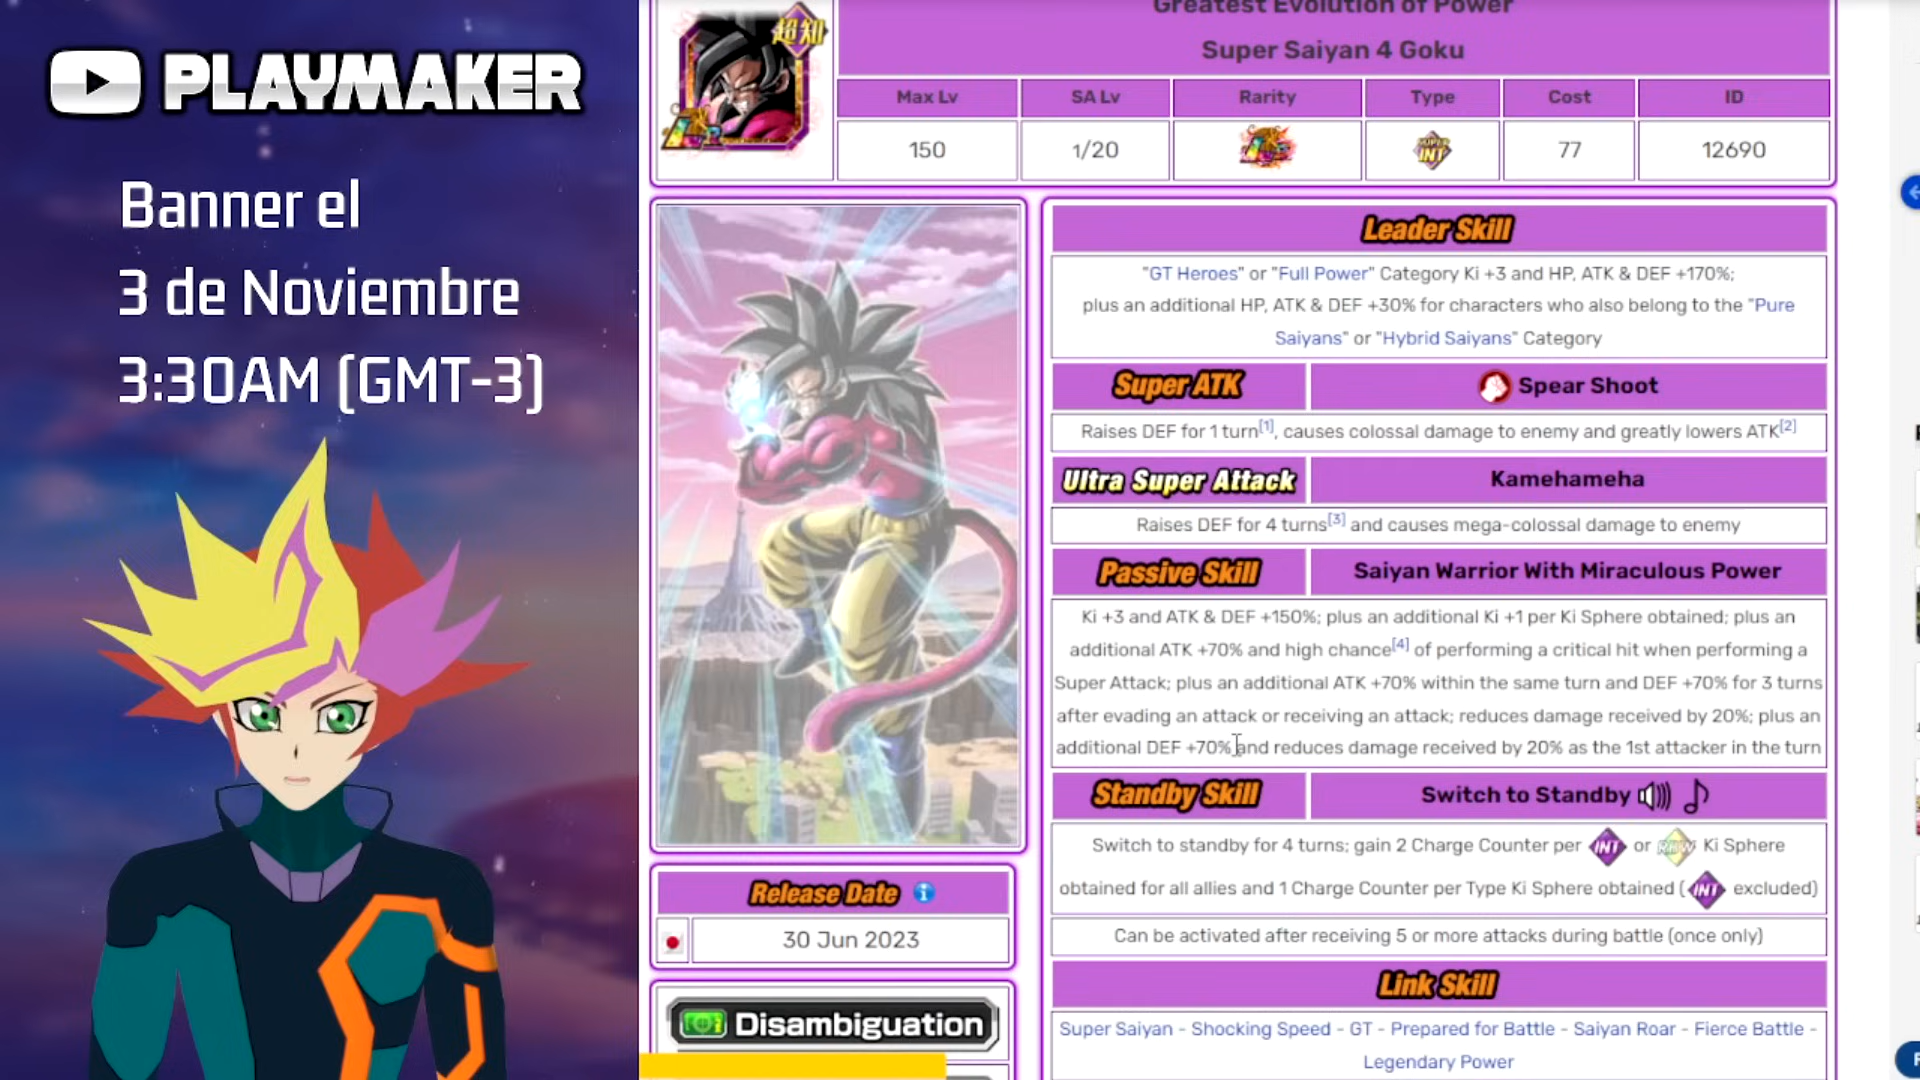 PLAYMAKER
Banner el
3 de Noviembre
3:30AM (GMT-3)
Greatest Evolution of Power
Super Saiyan 4 Goku
超知
LR
Max Lv SA Lv Rarity Type Cost ID
150 1/20 LR SUPER INT 77 12690
Leader Skill
"GT Heroes" or "Full Power" Category Ki +3 and HP, ATK & DEF +170%;
plus an additional HP, ATK & DEF +30% for characters who also belong to the "Pure
Saiyans" or "Hybrid Saiyans" Category
Super ATK Spear Shoot
Raises DEF for 1 turn[1], causes colossal damage to enemy and greatly lowers ATK[2]
Ultra Super Attack Kamehameha
Raises DEF for 4 turns[3] and causes mega-colossal damage to enemy
Passive Skill Saiyan Warrior With Miraculous Power
Ki +3 and ATK & DEF +150%; plus an additional Ki +1 per Ki Sphere obtained; plus an
additional ATK +70% and high chance[4] of performing a critical hit when performing a
Super Attack; plus an additional ATK +70% within the same turn and DEF +70% for 3 turns
after evading an attack or receiving an attack; reduces damage received by 20%; plus an
additional DEF +70% and reduces damage received by 20% as the 1st attacker in the turn
Standby Skill Switch to Standby
Switch to standby for 4 turns; gain 2 Charge Counter per INT or RBW Ki Sphere
obtained for all allies and 1 Charge Counter per Type Ki Sphere obtained (INT excluded)
Can be activated after receiving 5 or more attacks during battle (once only)
Link Skill
Super Saiyan - Shocking Speed - GT - Prepared for Battle - Saiyan Roar - Fierce Battle -
Legendary Power
Release Date
30 Jun 2023
Disambiguation